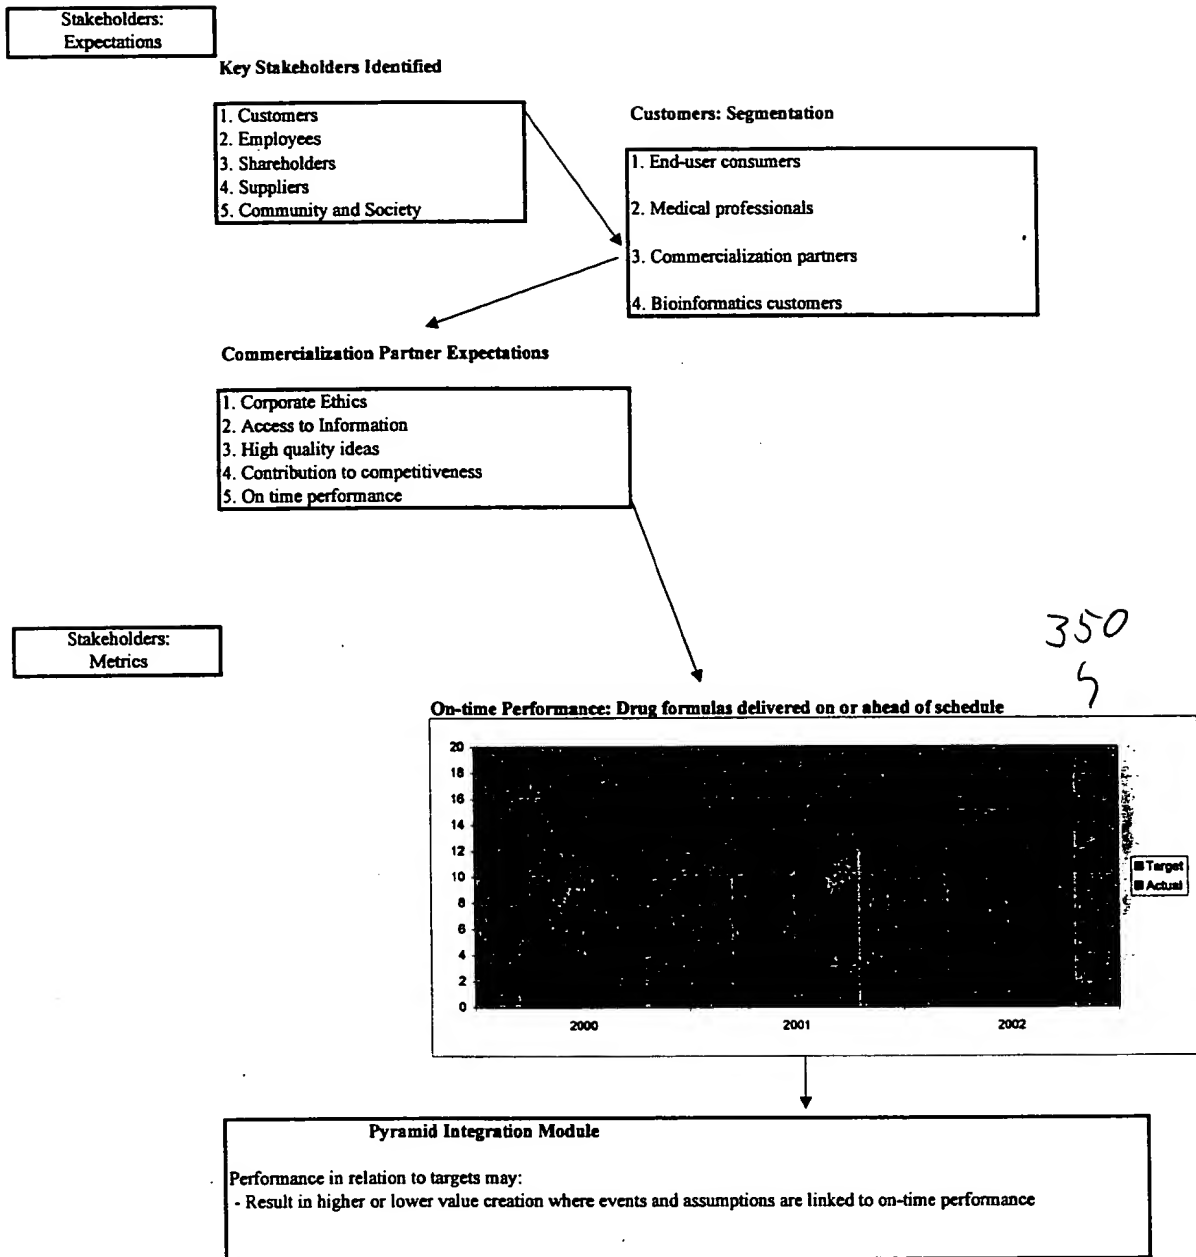 Stakeholders:
Expectations
Key Stakeholders Identified
1. Customers
2. Employees
3. Shareholders
4. Suppliers
5. Community and Society
Customers: Segmentation
1. End-user consumers
2. Medical professionals
3. Commercialization partners
4. Bioinformatics customers
Commercialization Partner Expectations
1. Corporate Ethics
2. Access to Information
3. High quality ideas
4. Contribution to competitiveness
5. On time performance
Stakeholders:
Metrics
350
On-time Performance: Drug formulas delivered on or ahead of schedule
20
18
16
14
12
10
8
6
4
2
0
2000
2001
2002
Target
Actual
Pyramid Integration Module
Performance in relation to targets may:
- Result in higher or lower value creation where events and assumptions are linked to on-time performance